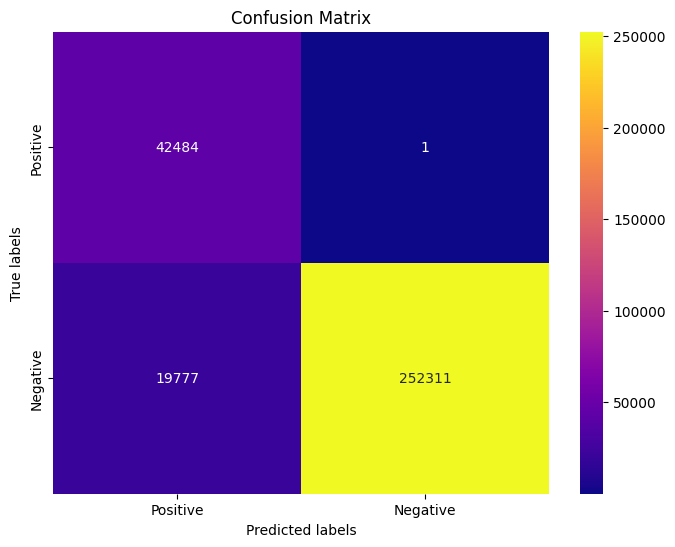 Confusion Matrix
250000
200000
150000
100000
50000
True labels
Positive
Negative
42484
1
19777
252311
Positive
Negative
Predicted labels